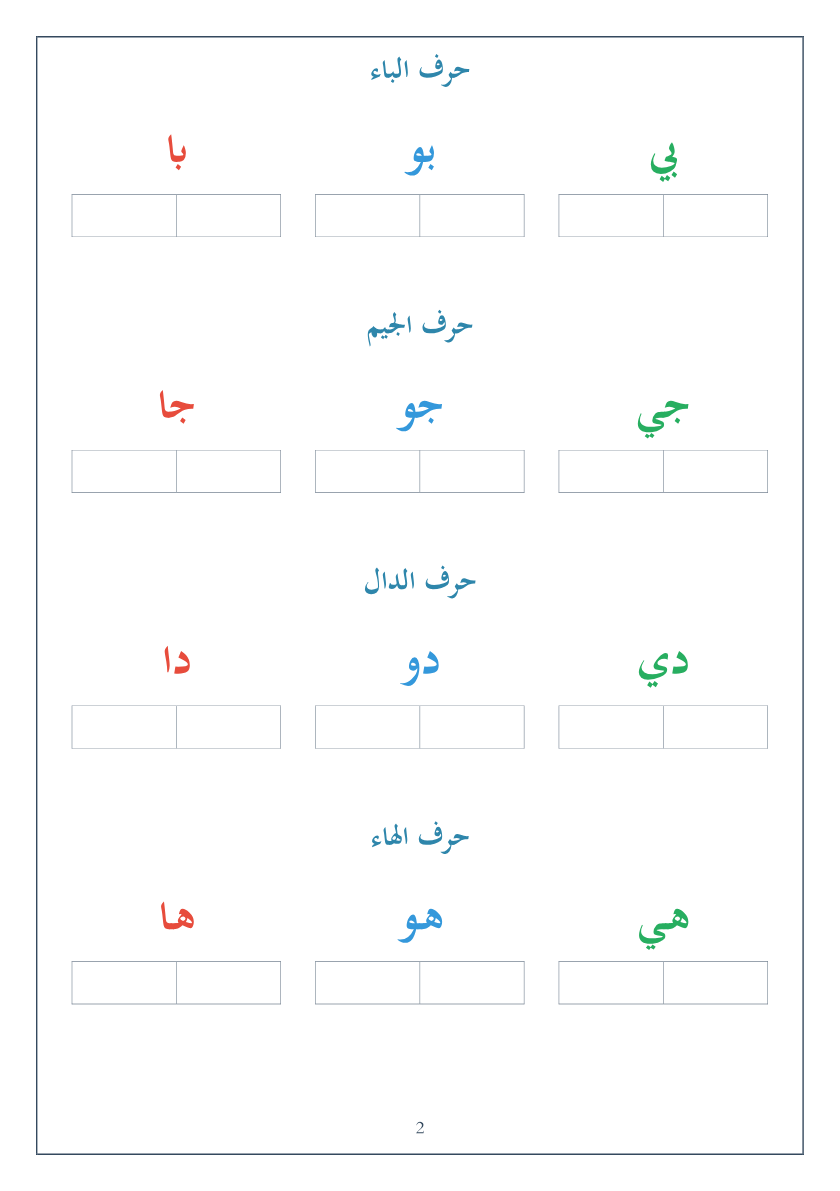 حرف الباء
بي بو با
حرف الجيم
جي جو جا
حرف الدال
دي دو دا
حرف الهاء
هي هو ها
2